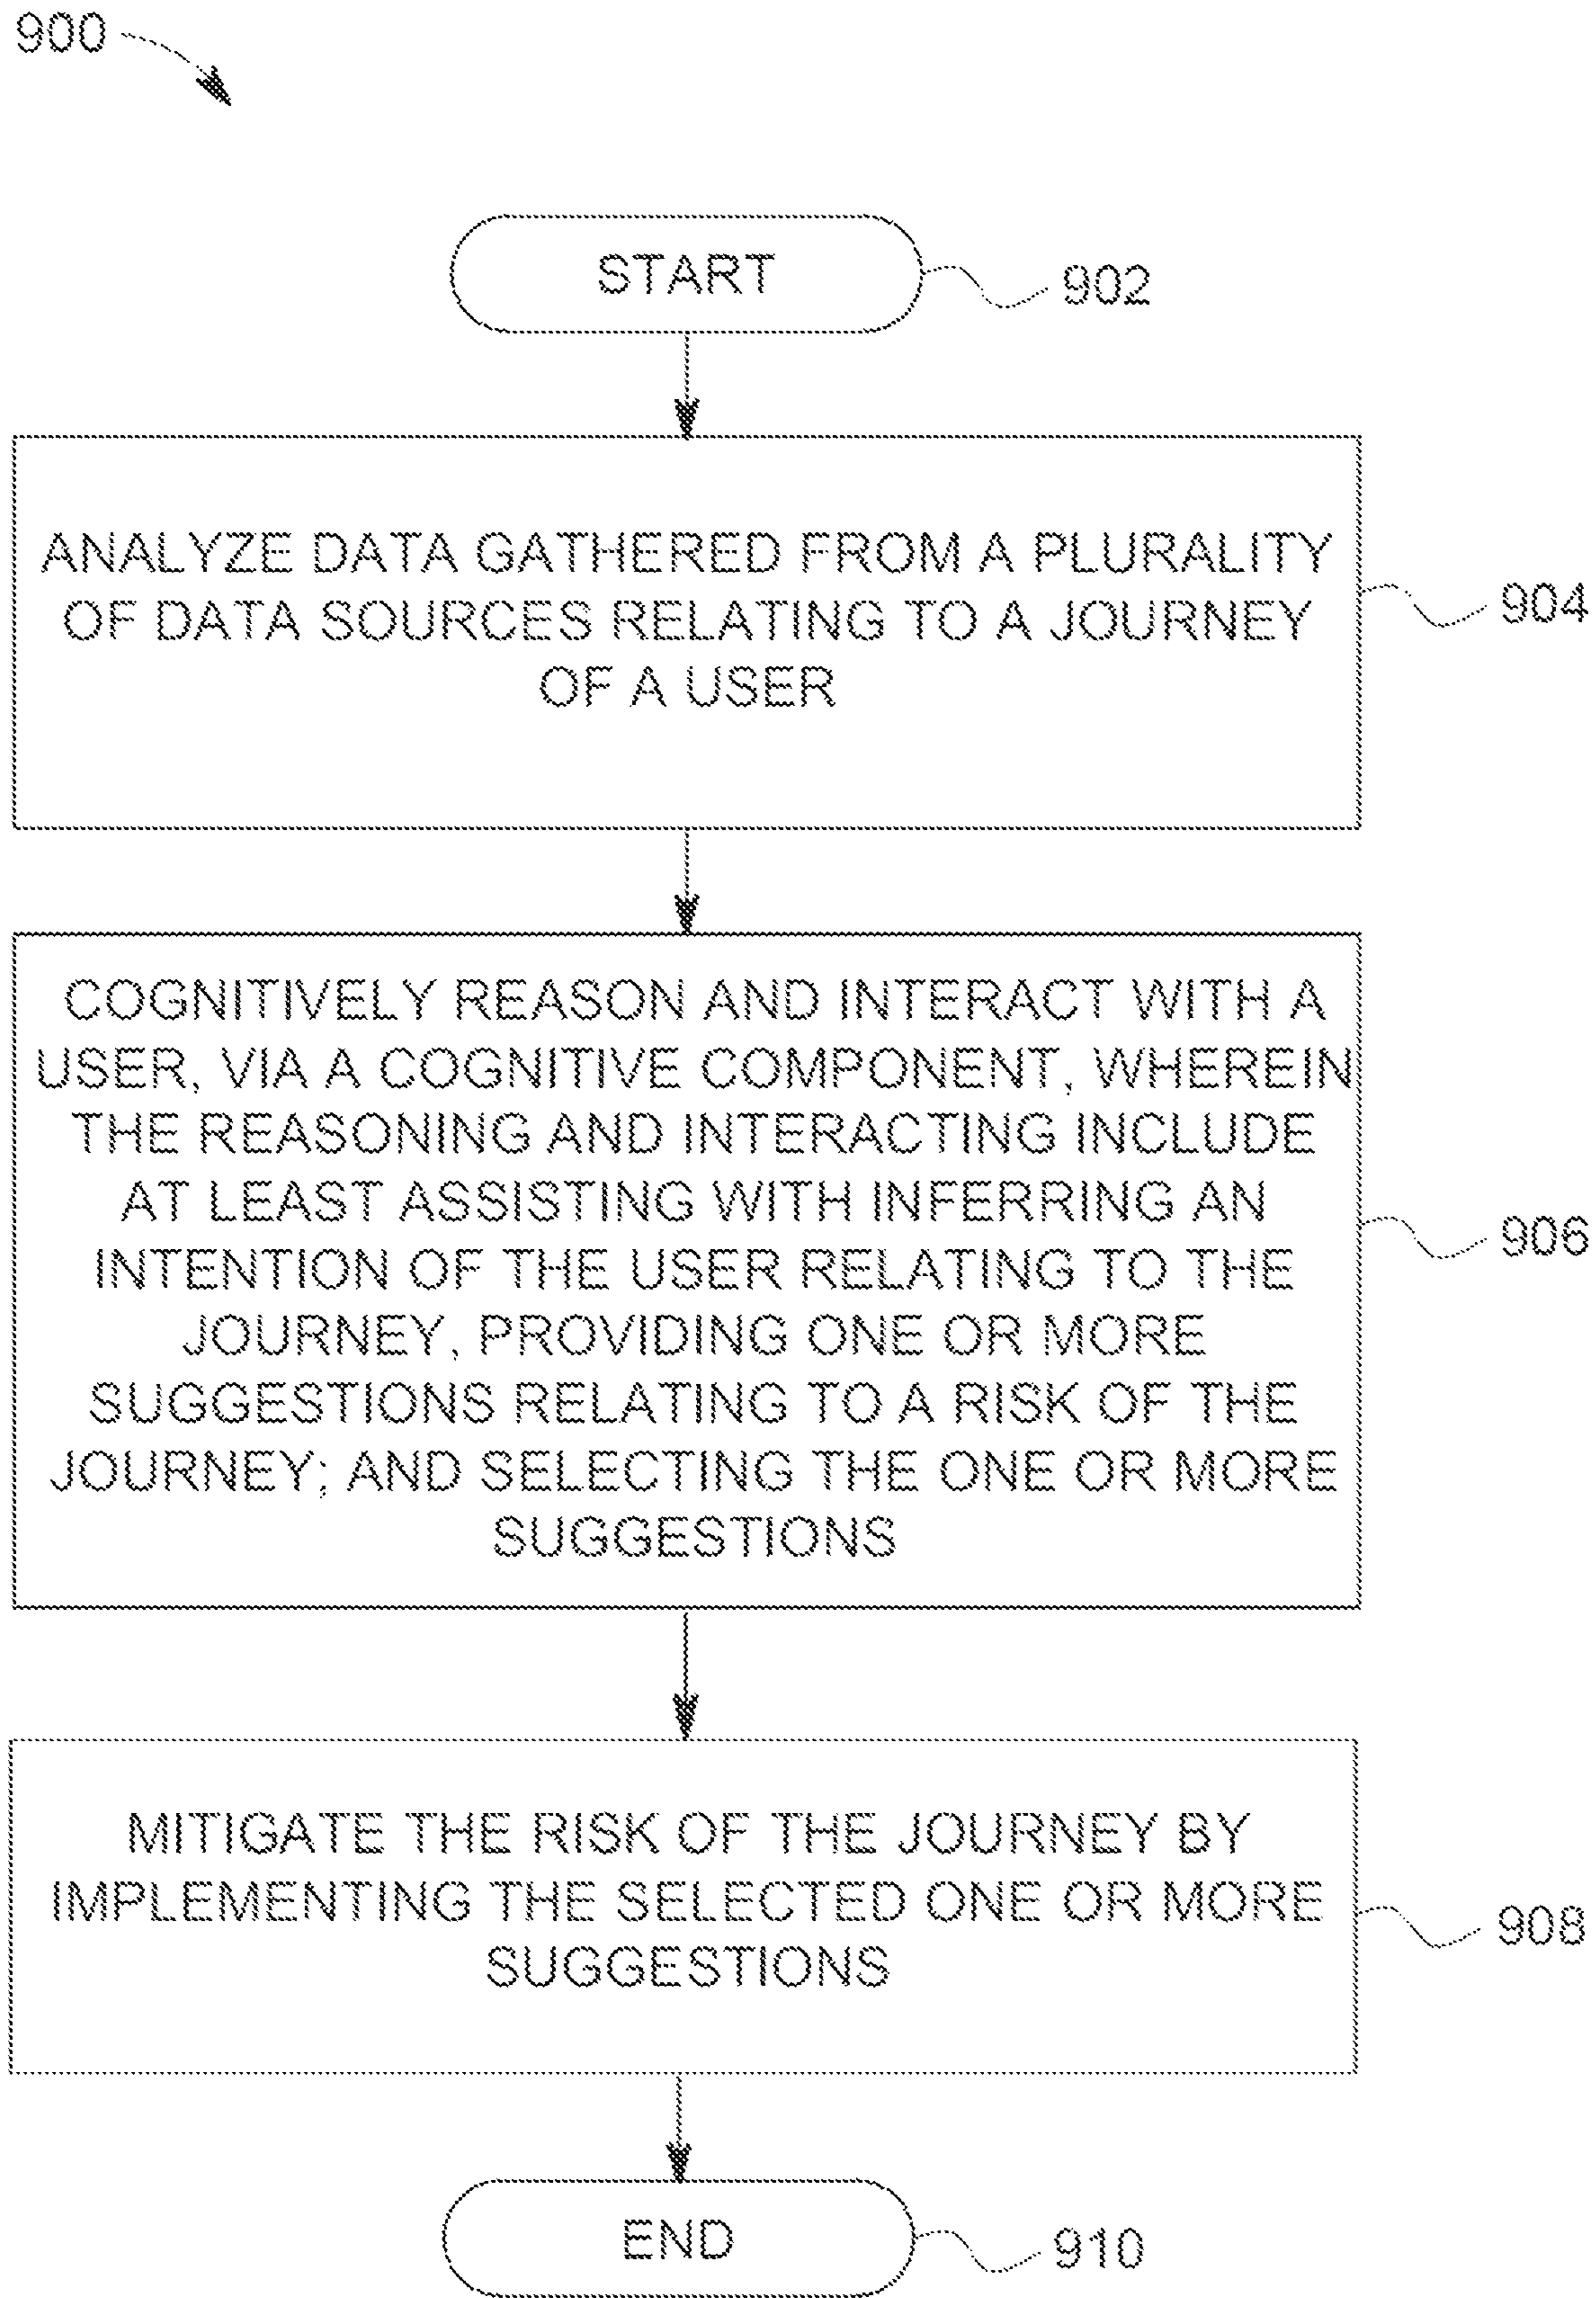 900
START
902
ANALYZE DATA GATHERED FROM A PLURALITY
OF DATA SOURCES RELATING TO A JOURNEY
OF A USER
904
COGNITIVELY REASON AND INTERACT WITH A
USER, VIA A COGNITIVE COMPONENT, WHEREIN
THE REASONING AND INTERACTING INCLUDE
AT LEAST ASSISTING WITH INFERRING AN
INTENTION OF THE USER RELATING TO THE
JOURNEY, PROVIDING ONE OR MORE
SUGGESTIONS RELATING TO A RISK OF THE
JOURNEY; AND SELECTING THE ONE OR MORE
SUGGESTIONS
906
MITIGATE THE RISK OF THE JOURNEY BY
IMPLEMENTING THE SELECTED ONE OR MORE
SUGGESTIONS
908
END
910